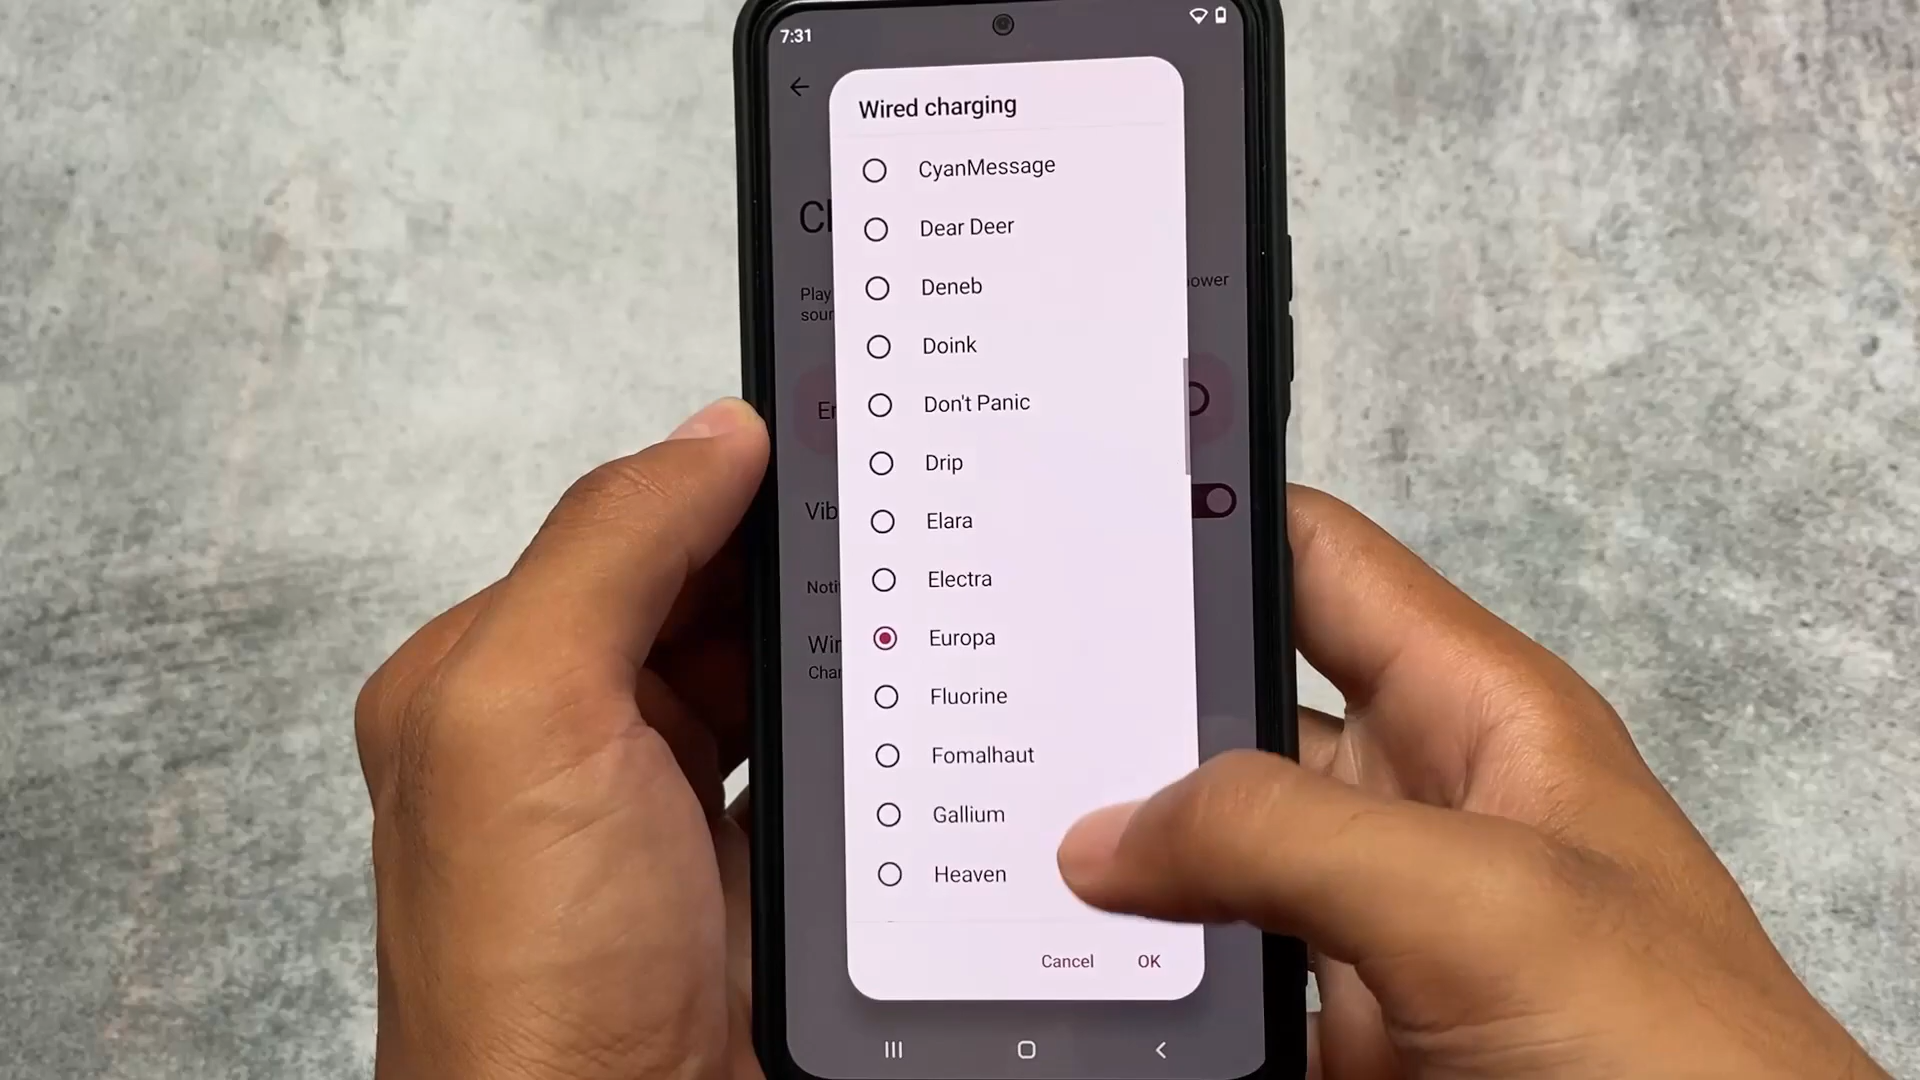 7:31
Wired charging
CyanMessage
Dear Deer
Deneb
Doink
Don't Panic
Drip
Elara
Electra
Europa
Fluorine
Fomalhaut
Gallium
Heaven
Cancel OK
Play